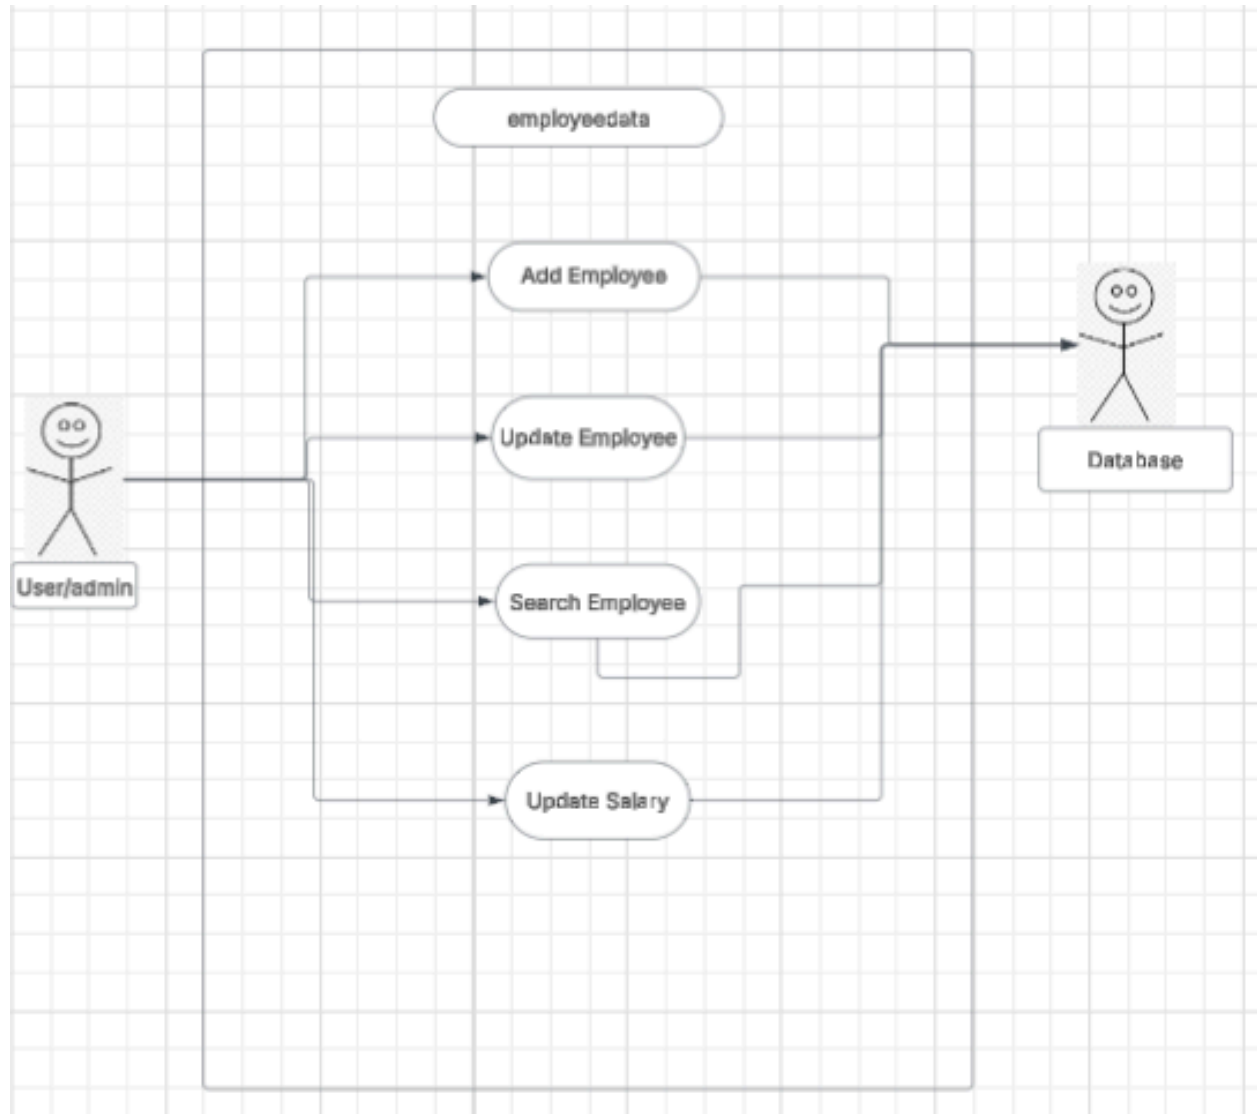 employeedata
Add Employee
Update Employee
Database
User/admin
Search Employee
Update Salary